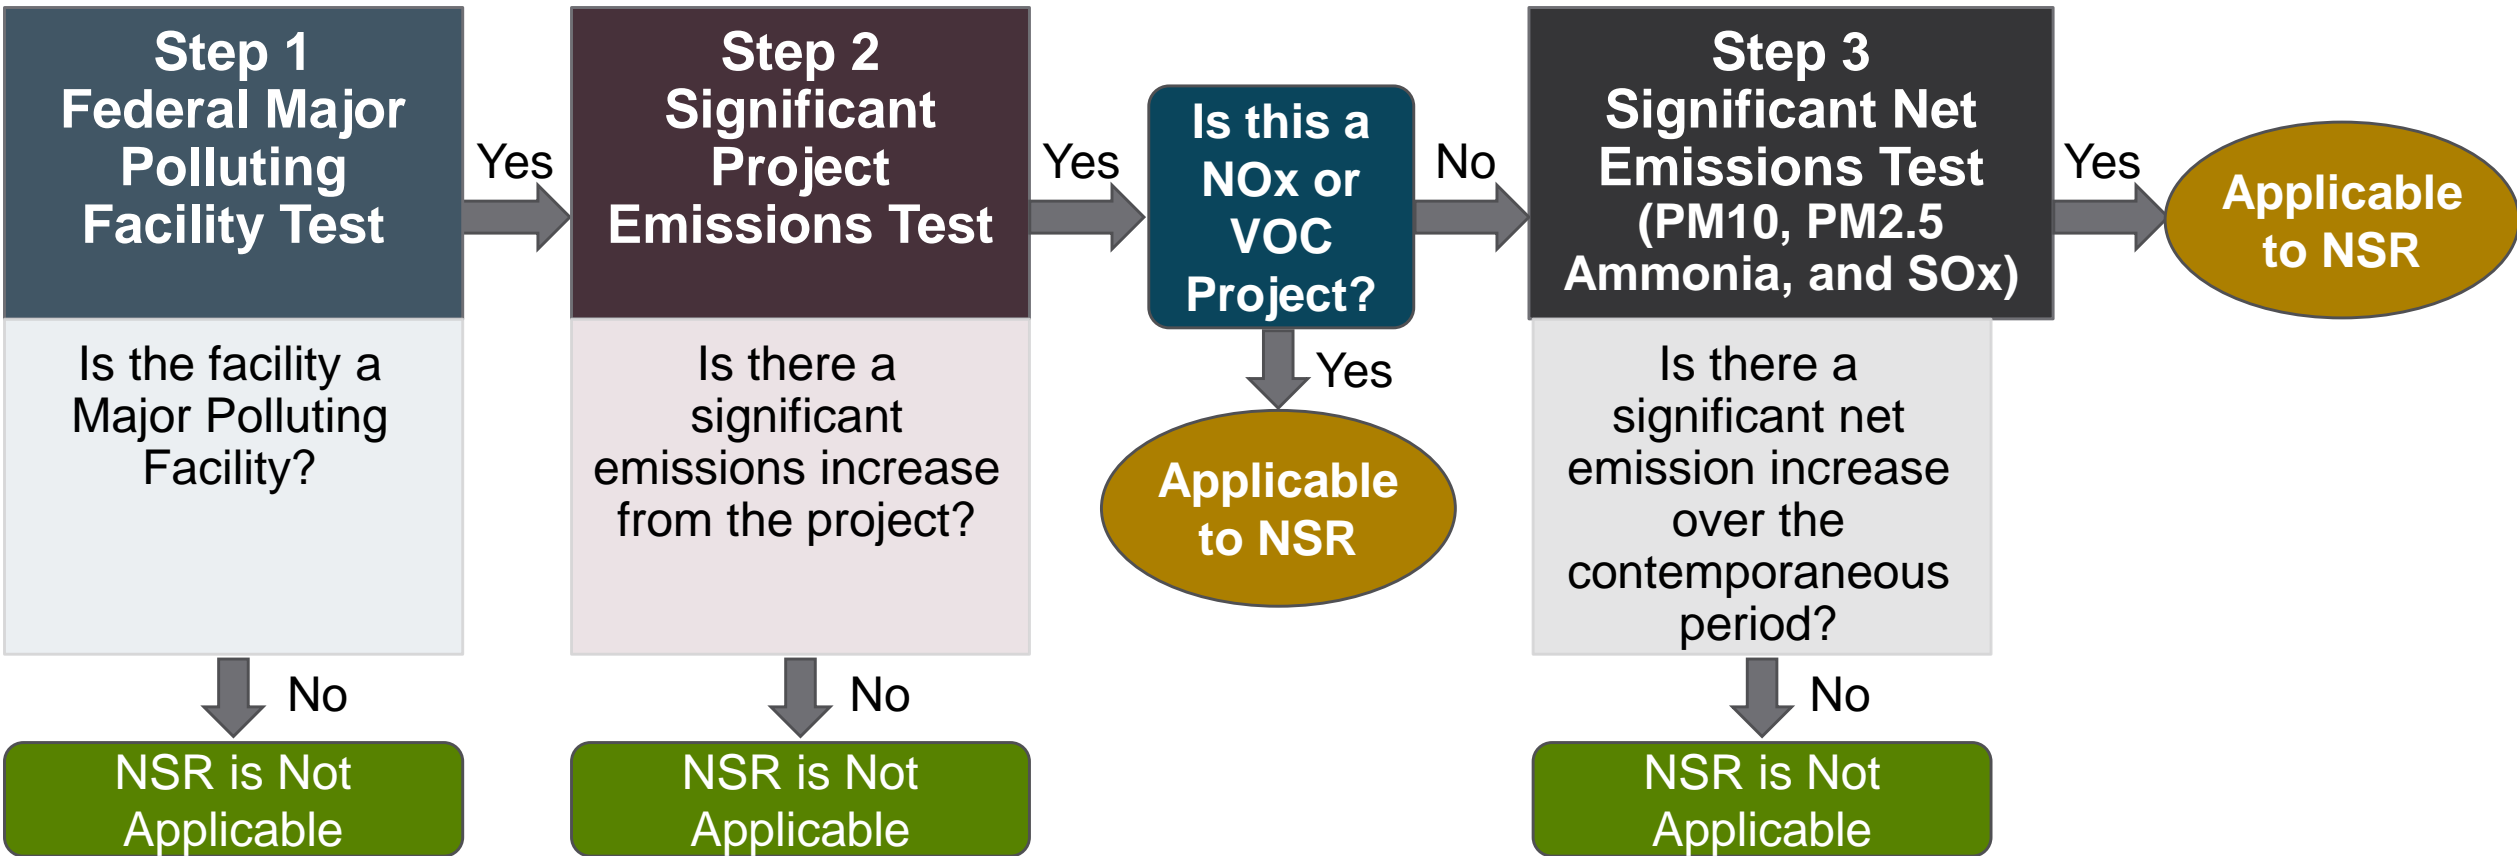 Step 1
Federal Major
Polluting
Facility Test
Is the facility a
Major Polluting
Facility?
No
NSR is Not
Applicable
Yes
Step 2
Significant
Project
Emissions Test
Is there a
significant
emissions increase
from the project?
No
NSR is Not
Applicable
Yes
Is this a
NOx or
VOC
Project?
Yes
Applicable
to NSR
No
Step 3
Significant Net
Emissions Test
(PM10, PM2.5
Ammonia, and SOx)
Is there a
significant net
emission increase
over the
contemporaneous
period?
No
NSR is Not
Applicable
Yes
Applicable
to NSR